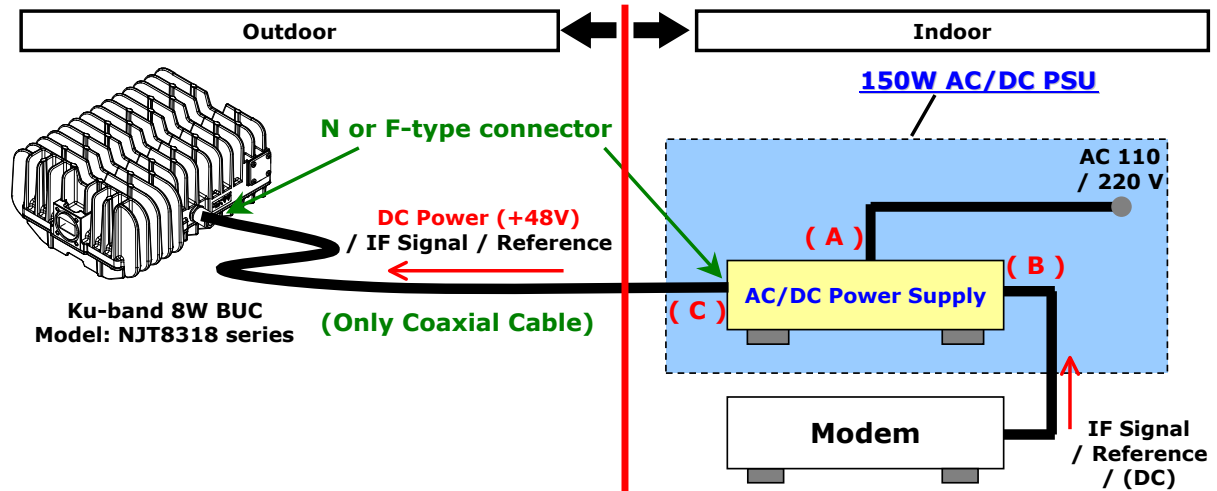 Outdoor
Indoor
150W AC/DC PSU
N or F-type connector
AC 110
/ 220 V
DC Power (+48V)
/ IF Signal / Reference
( A )
( B )
AC/DC Power Supply
( C )
Ku-band 8W BUC
Model: NJT8318 series
(Only Coaxial Cable)
Modem
IF Signal
/ Reference
/ (DC)